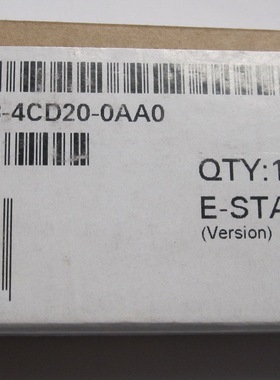 -4CD20-0AA0
QTY:1
E-STA
(Version)